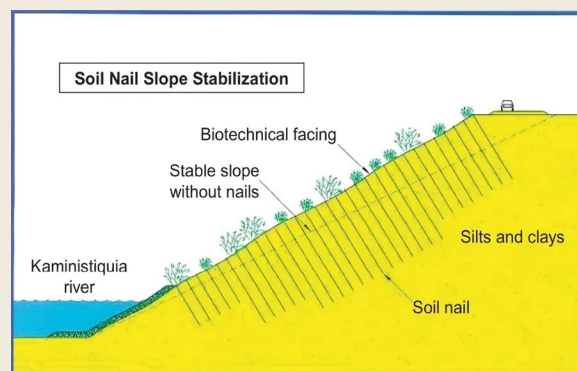 Soil Nail Slope Stabilization
Biotechnical facing
Stable slope
without nails
Silts and clays
Kaministiquia
river
Soil nail